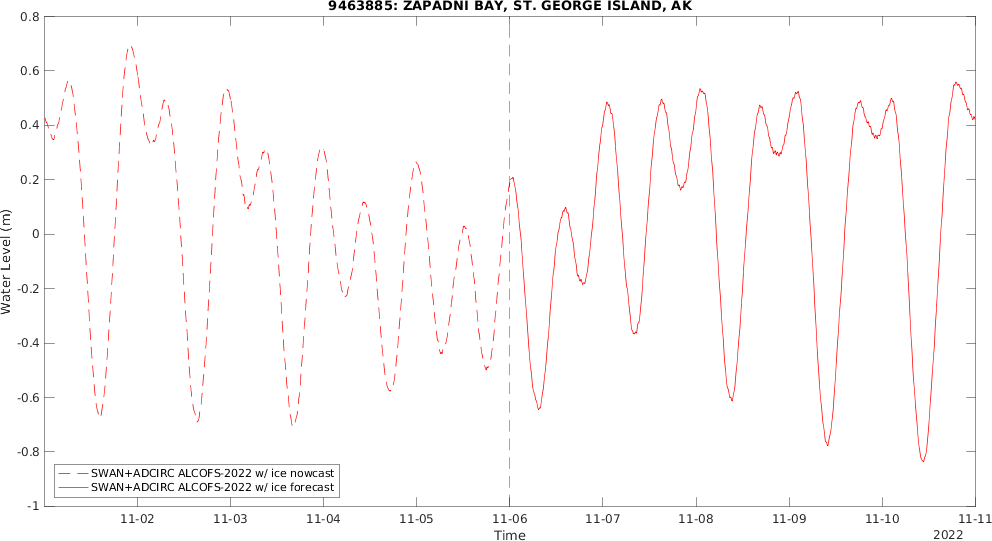 9463885: ZAPADNI BAY, ST. GEORGE ISLAND, AK
0.8
0.6
0.4
0.2
0
-0.2
-0.4
-0.6
-0.8
-1
Water Level (m)
SWAN+ADCIRC ALCOFS-2022 w/ ice nowcast
SWAN+ADCIRC ALCOFS-2022 w/ ice forecast
11-02 11-03 11-04 11-05 11-06 11-07 11-08 11-09 11-10 11-11
Time
2022